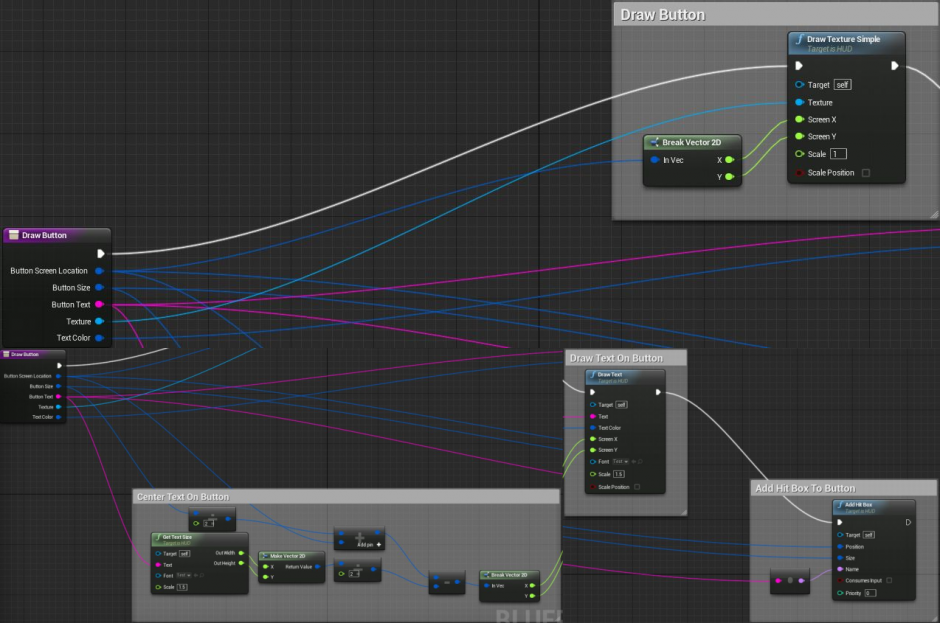 Draw Button
Draw Texture Simple
Target is HUD
Target self
Texture
Screen X
Screen Y
Scale 1
Scale Position
Break Vector 2D
In Vec X
Y
Draw Button
Button Screen Location
Button Size
Button Text
Texture
Text Color
Draw Button
Button Screen Location
Button Size
Button Text
Texture
Text Color
Draw Text On Button
Draw Text
Target is HUD
Target self
Text
Text Color
Screen X
Screen Y
Font Text
Scale 1.5
Scale Position
Center Text On Button
Get Text Size
Target is HUD
Target self Out Width
Text Out Height
Font Text
Scale 1.5
Make Vector 2D
X Return Value
Y
Add pin +
Break Vector 2D
In Vec X
Y
Add Hit Box To Button
Add Hit Box
Target is HUD
Target self
Position
Size
Name
Consumes Input
Priority 0